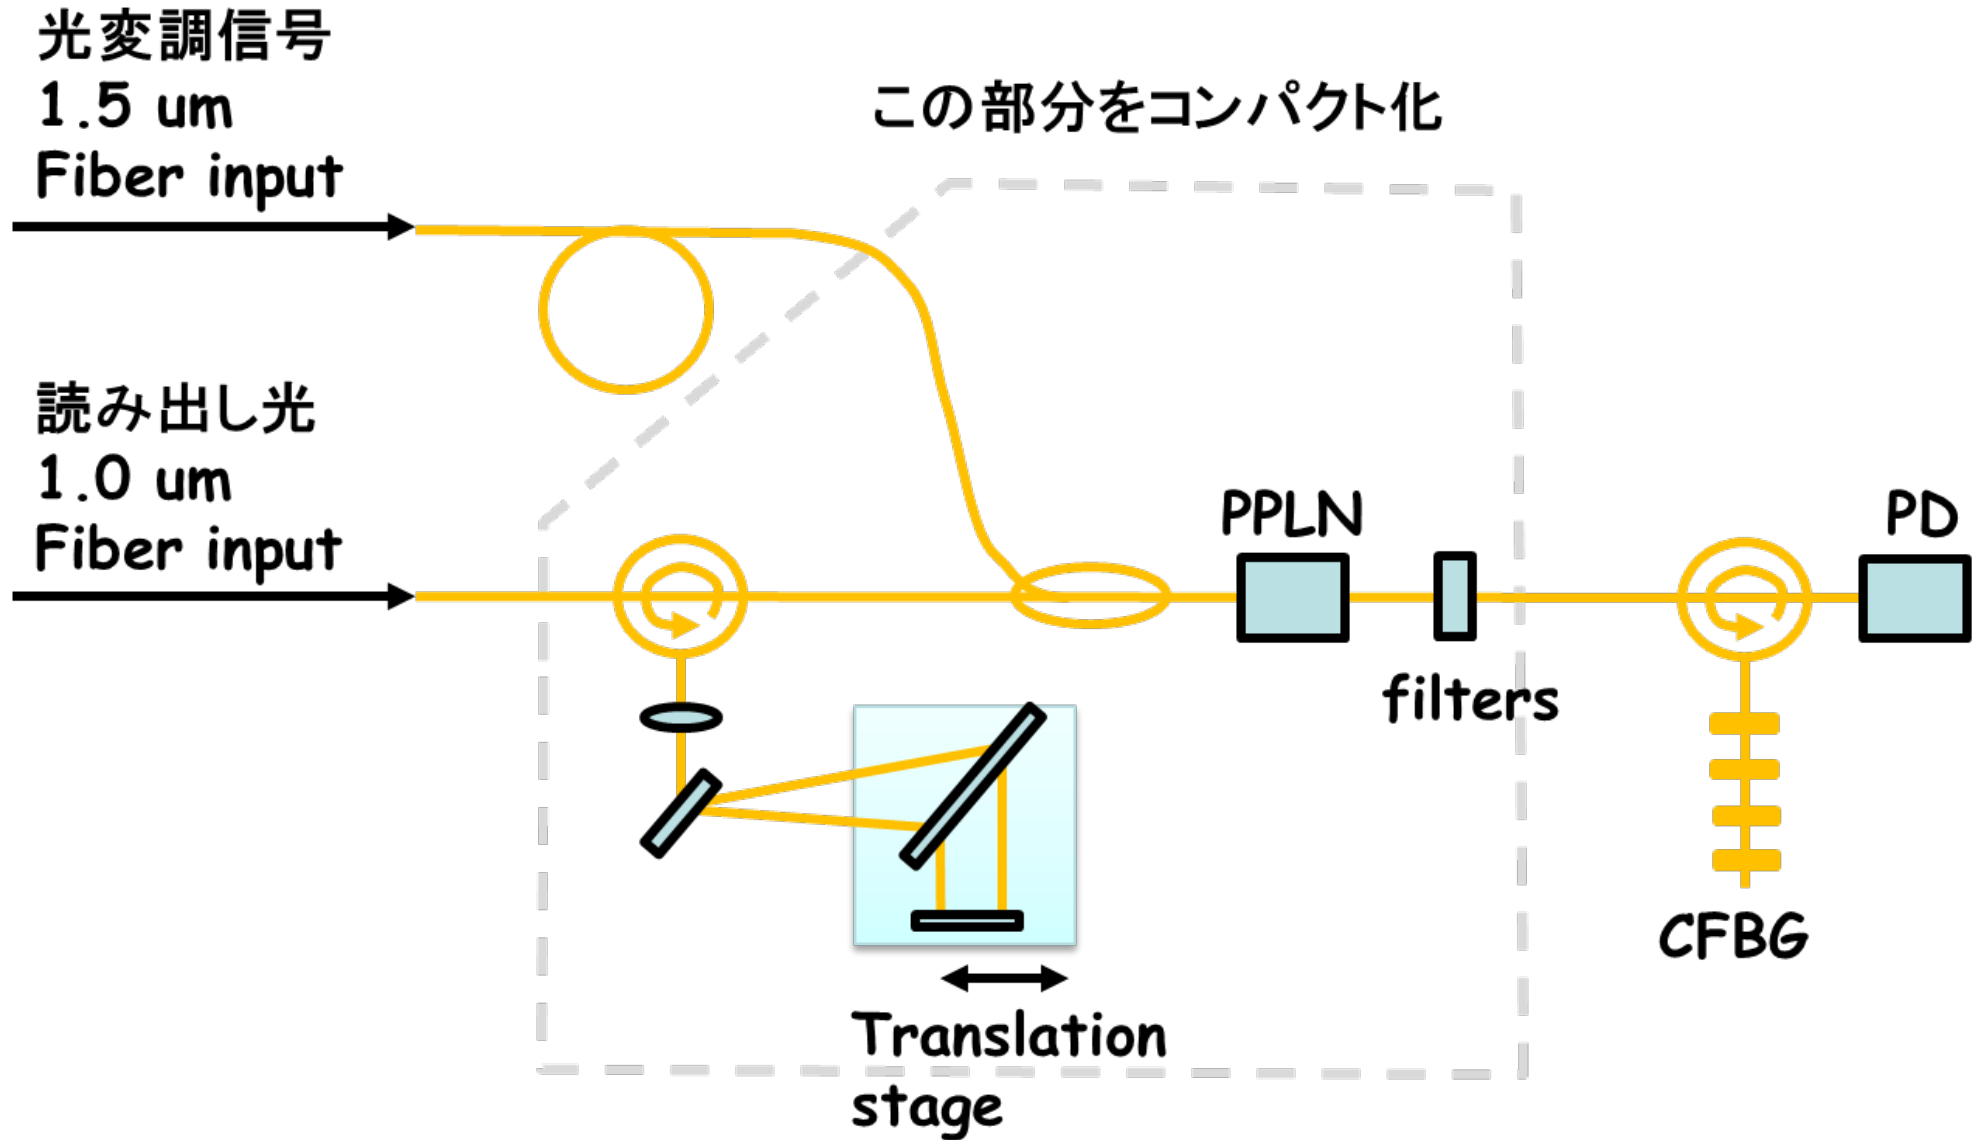 光変調信号
1.5 um
Fiber input
この部分をコンパクト化
読み出し光
1.0 um
Fiber input
PPLN
PD
filters
CFBG
Translation
stage